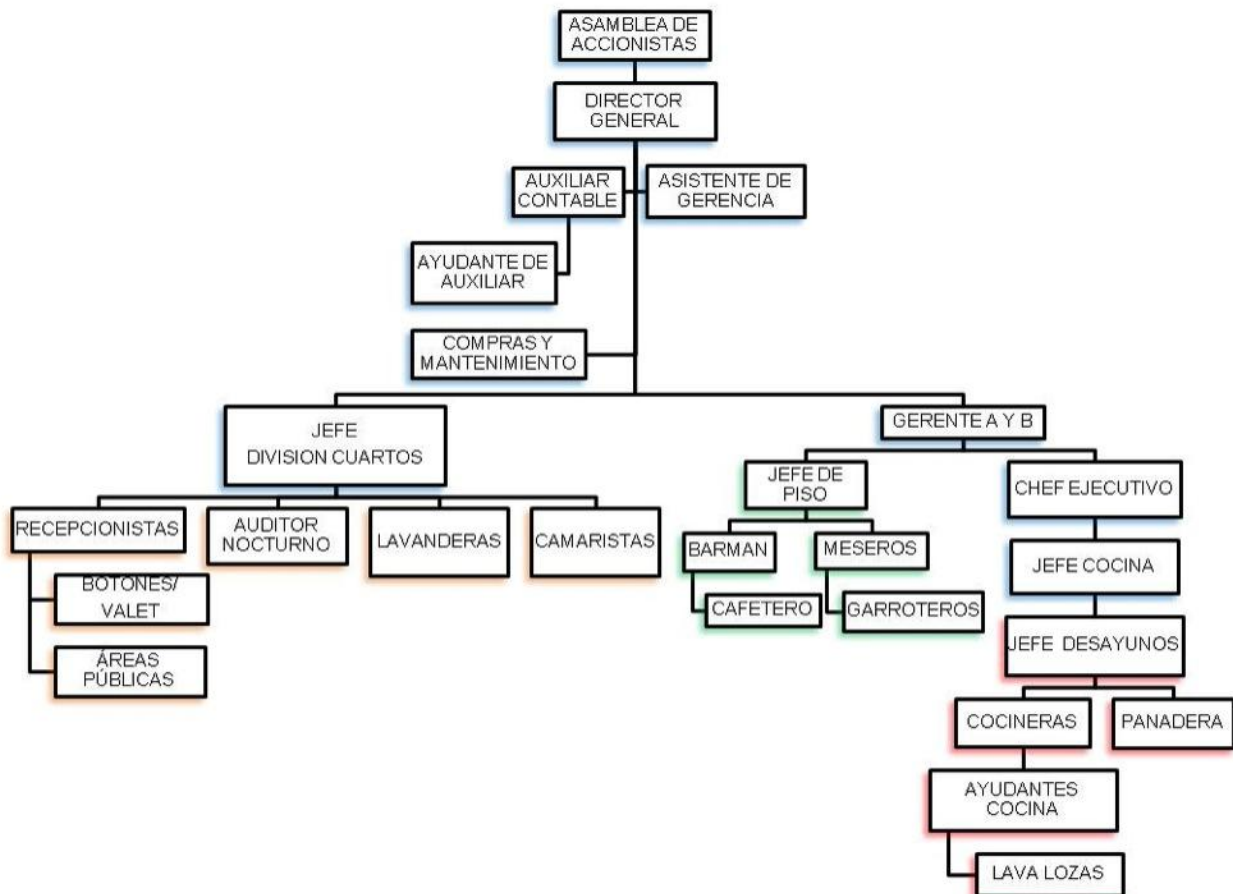 ASAMBLEA DE
ACCIONISTAS
DIRECTOR
GENERAL
AUXILIAR
CONTABLE
ASISTENTE DE
GERENCIA
AYUDANTE DE
AUXILIAR
COMPRAS Y
MANTENIMIENTO
JEFE
DIVISION CUARTOS
GERENTE A Y B
RECEPCIONISTAS
AUDITOR
NOCTURNO
LAVANDERAS
CAMARISTAS
BOTONES/
VALET
ÁREAS
PÚBLICAS
JEFE DE
PISO
CHEF EJECUTIVO
BARMAN
MESEROS
JEFE COCINA
CAFETERO
GARROTEROS
JEFE DESAYUNOS
COCINERAS
PANADERA
AYUDANTES
COCINA
LAVA LOZAS